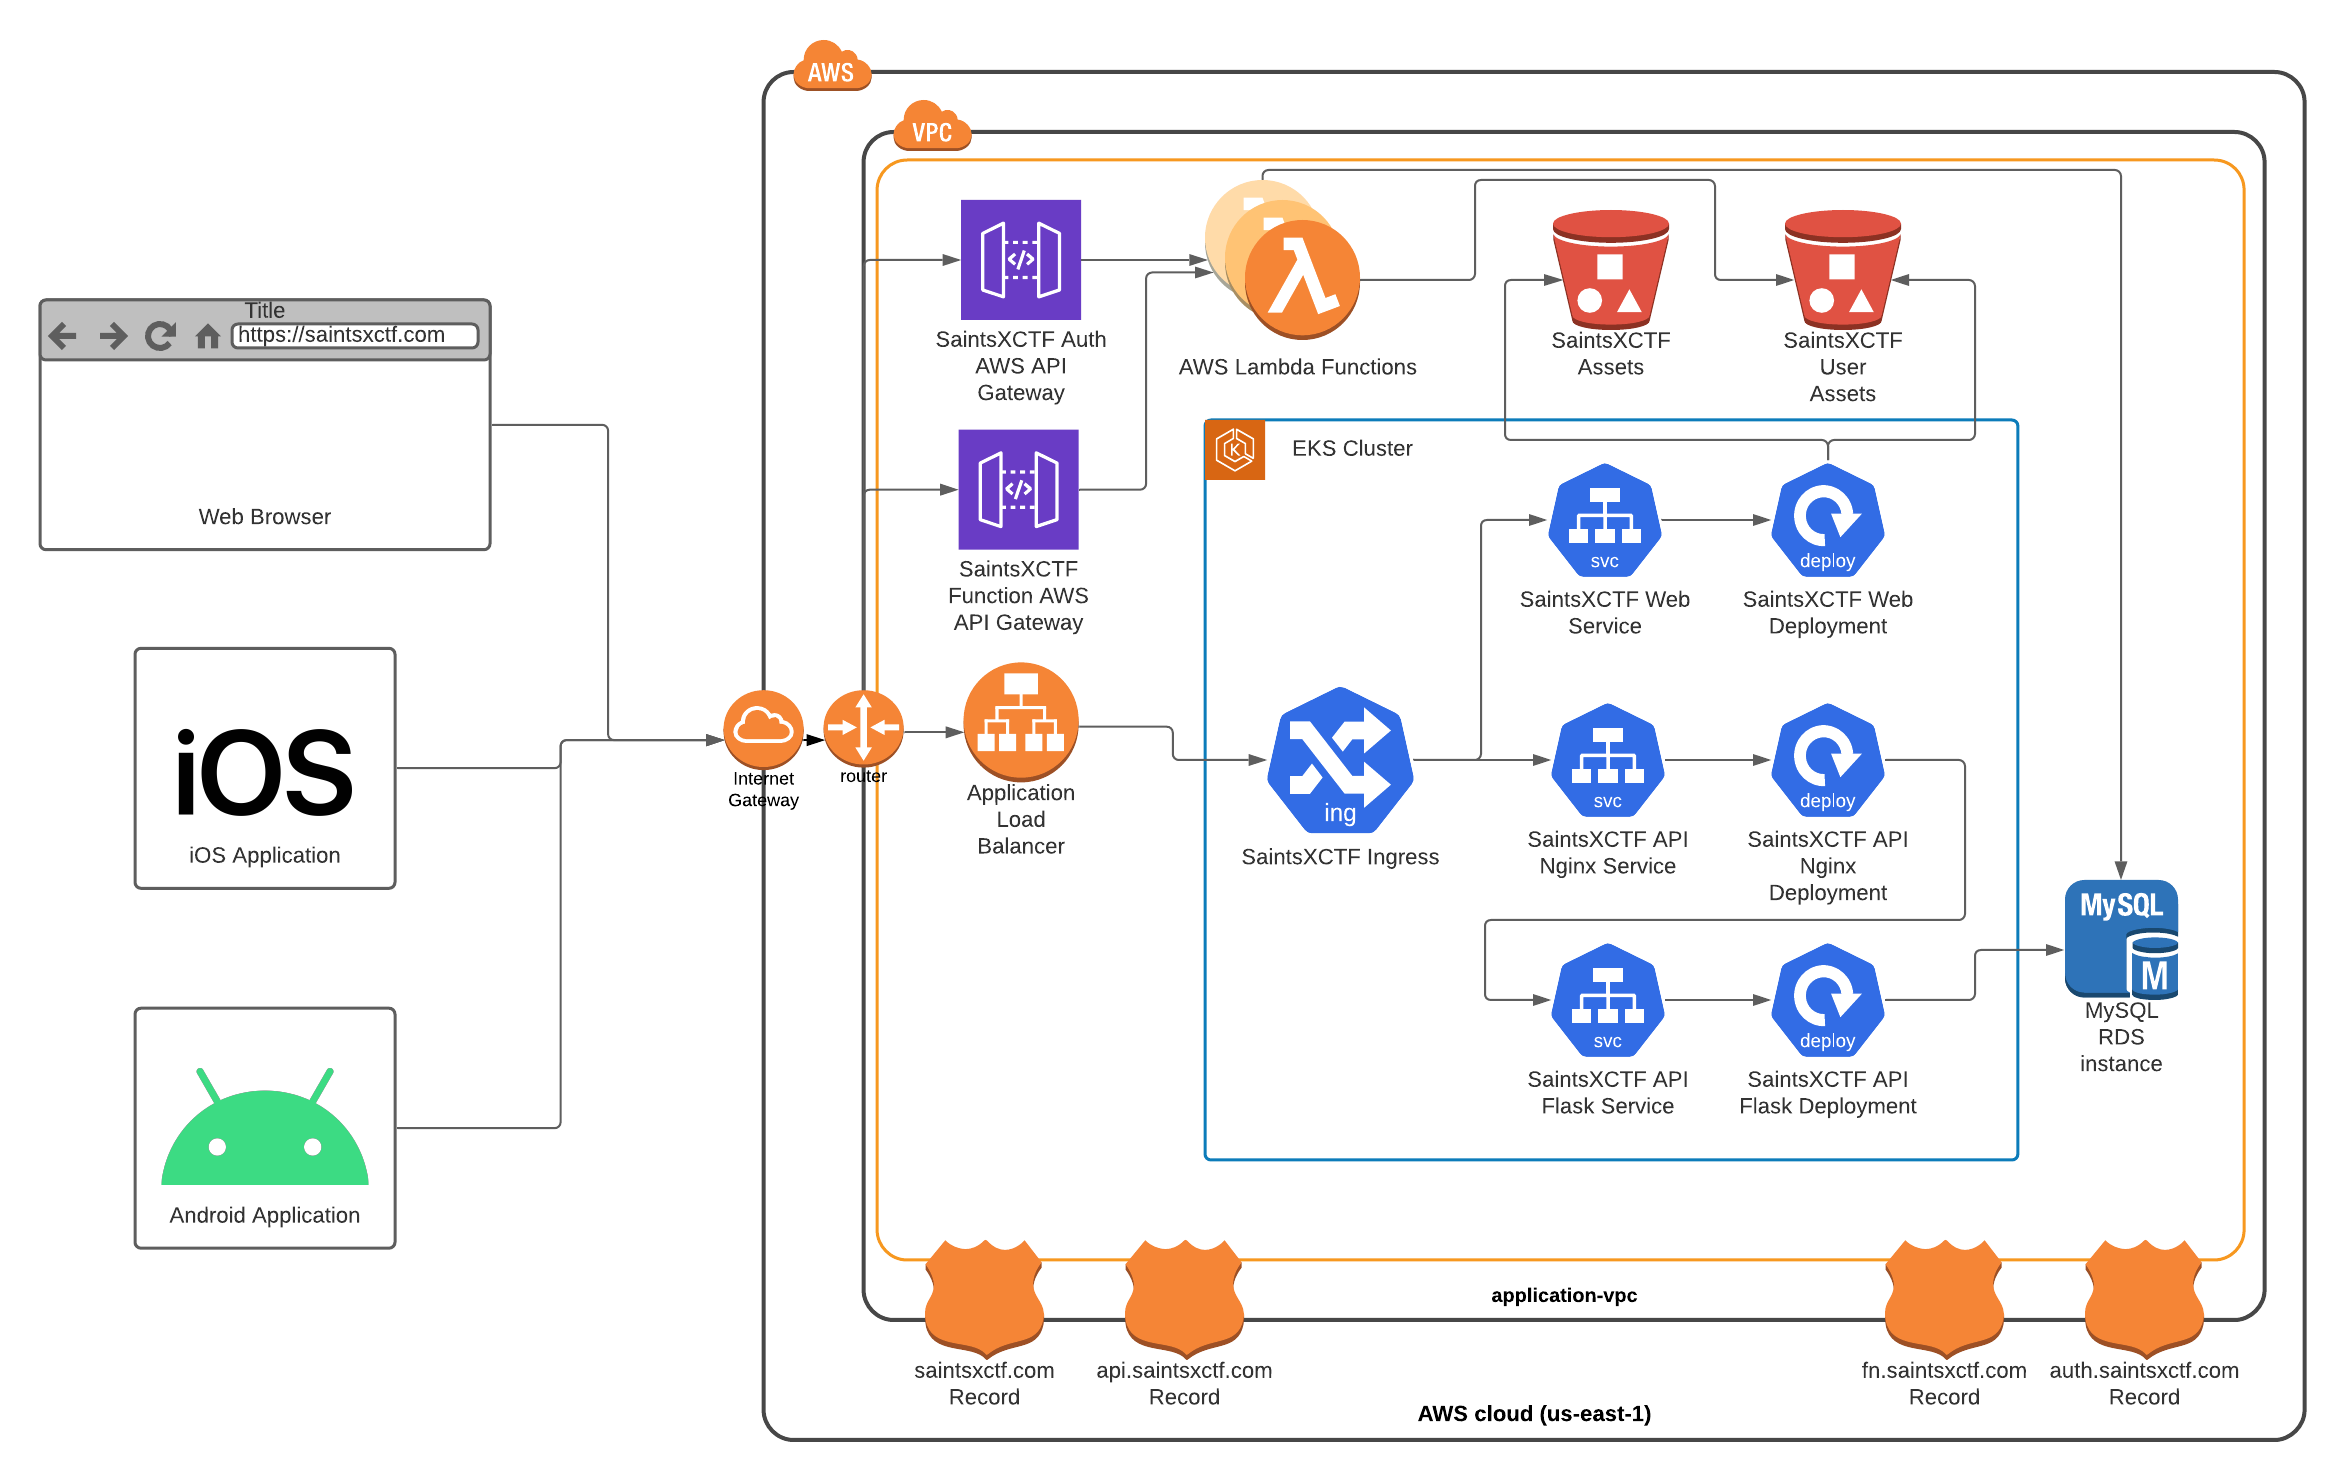 AWS
VPC
Title
https://saintsxctf.com
Web Browser
iOS
iOS Application
Android Application
Internet
Gateway
router
SaintsXCTF Auth
AWS API
Gateway
SaintsXCTF
Function AWS
API Gateway
Application
Load
Balancer
AWS Lambda Functions
SaintsXCTF
Assets
SaintsXCTF
User
Assets
K
EKS Cluster
ing
SaintsXCTF Ingress
svc
SaintsXCTF Web
Service
deploy
SaintsXCTF Web
Deployment
svc
SaintsXCTF API
Nginx Service
deploy
SaintsXCTF API
Nginx
Deployment
svc
SaintsXCTF API
Flask Service
deploy
SaintsXCTF API
Flask Deployment
MySQL
M
MySQL
RDS
instance
application-vpc
saintsxctf.com
Record
api.saintsxctf.com
Record
fn.saintsxctf.com
Record
auth.saintsxctf.com
Record
AWS cloud (us-east-1)